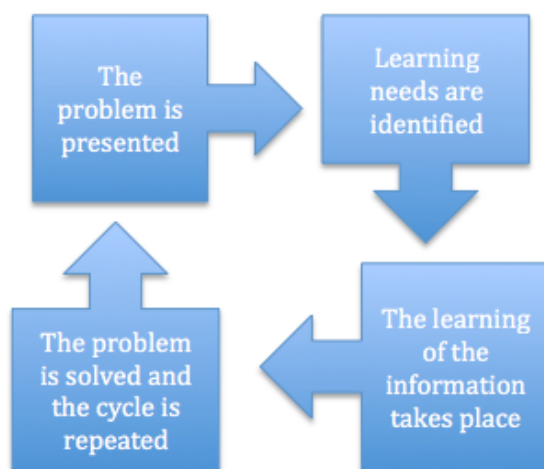 The
problem is
presented
Learning
needs are
identified
The learning
of the
information
takes place
The problem
is solved and
the cycle is
repeated